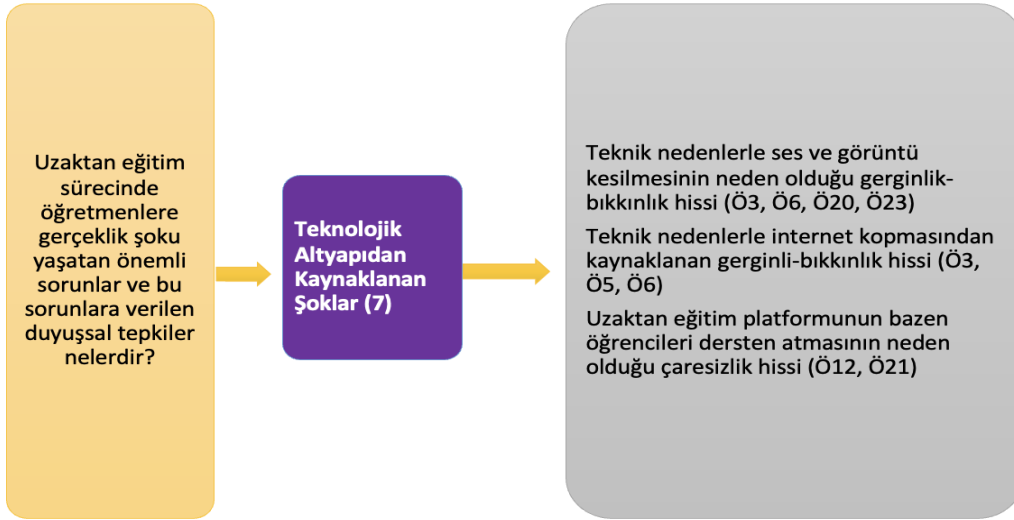 Uzaktan eğitim
sürecinde
öğretmenlere
gerçeklik şoku
yaşatan önemli
sorunlar ve bu
sorunlara verilen
duyuşsal tepkiler
nelerdir?
Teknolojik
Altyapıdan
Kaynaklanan
Şoklar (7)
Teknik nedenlerle ses ve görüntü
kesilmesinin neden olduğu gerginlik-
bıkkınlık hissi (Ö3, Ö6, Ö20, Ö23)
Teknik nedenlerle internet kopmasından
kaynaklanan gerginli-bıkkınlık hissi (Ö3,
Ö5, Ö6)
Uzaktan eğitim platformunun bazen
öğrencileri dersten atmasının neden
olduğu çaresizlik hissi (Ö12, Ö21)